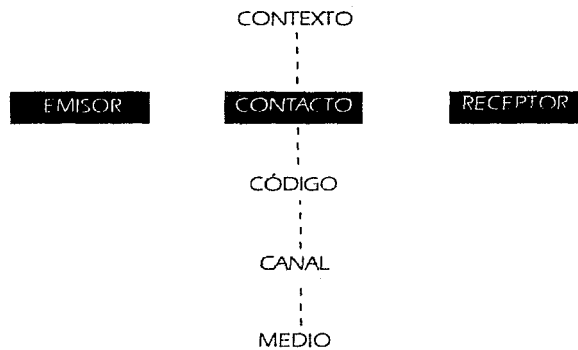 CONTEXTO
EMISOR CONTACTO RECEPTOR
CÓDIGO
CANAL
MEDIO